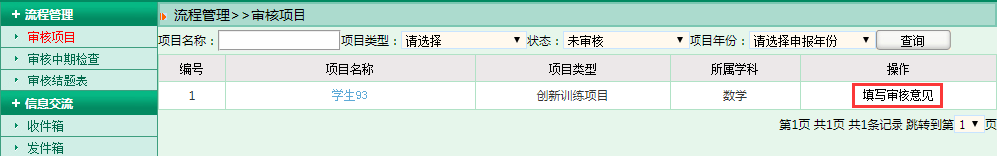 流程管理
审核项目
审核中期检查
审核结题表
信息交流
收件箱
发件箱
流程管理>>审核项目
项目名称： 项目类型： 请选择 状态： 未审核 项目年份： 请选择申报年份 查询
编号 项目名称 项目类型 所属学科 操作
1 学生93 创新训练项目 数学 填写审核意见
第1页 共1页 共1条记录 跳转到第 1 页